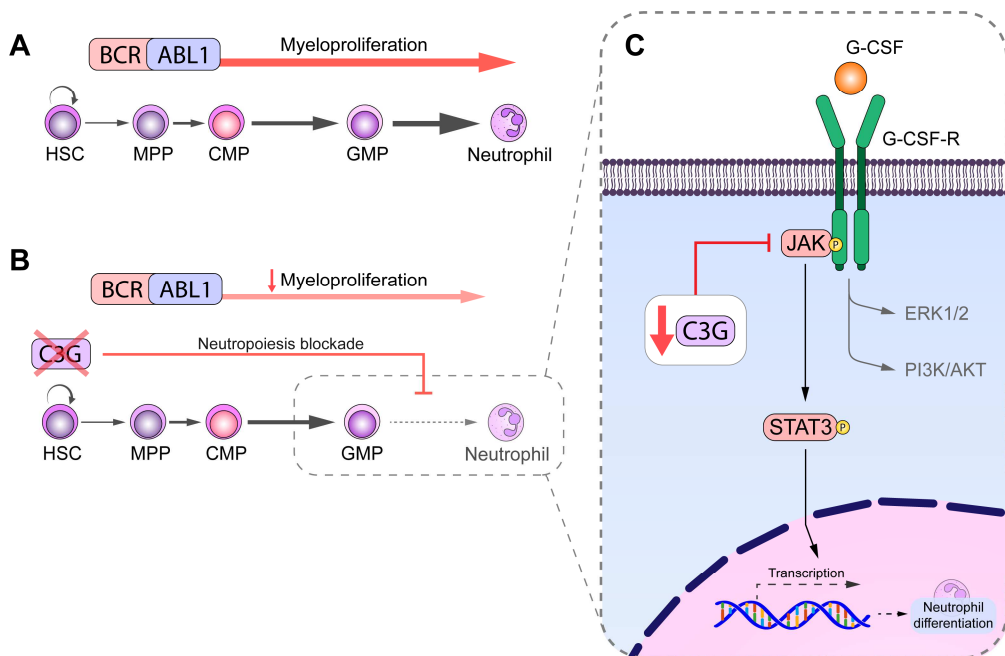 A
BCR ABL1
Myeloproliferation
HSC
MPP
CMP
GMP
Neutrophil
B
BCR ABL1
Myeloproliferation
C3G
Neutropoiesis blockade
HSC
MPP
CMP
GMP
Neutrophil
C
G-CSF
G-CSF-R
JAK
P
C3G
ERK1/2
PI3K/AKT
STAT3
P
Transcription
Neutrophil
differentiation